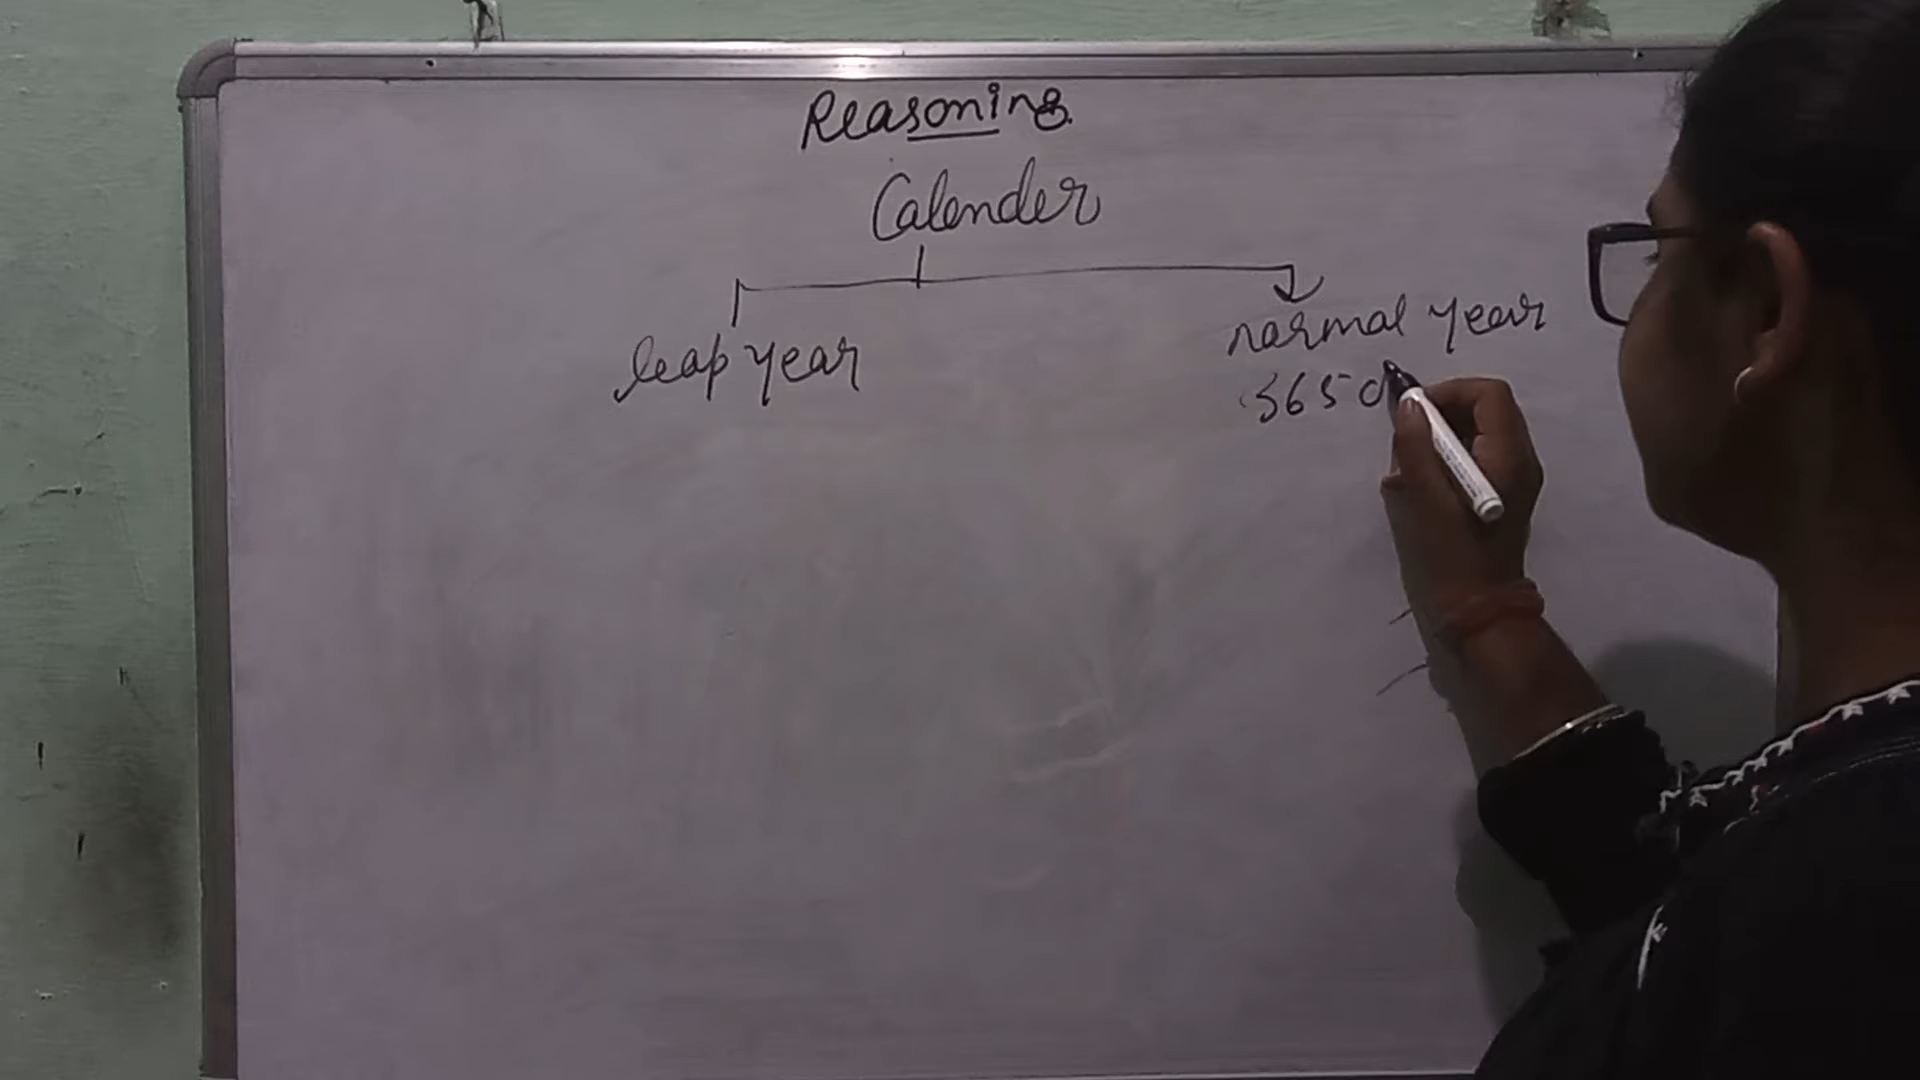 Reasoning.
Calender
leap year
normal year
365 d